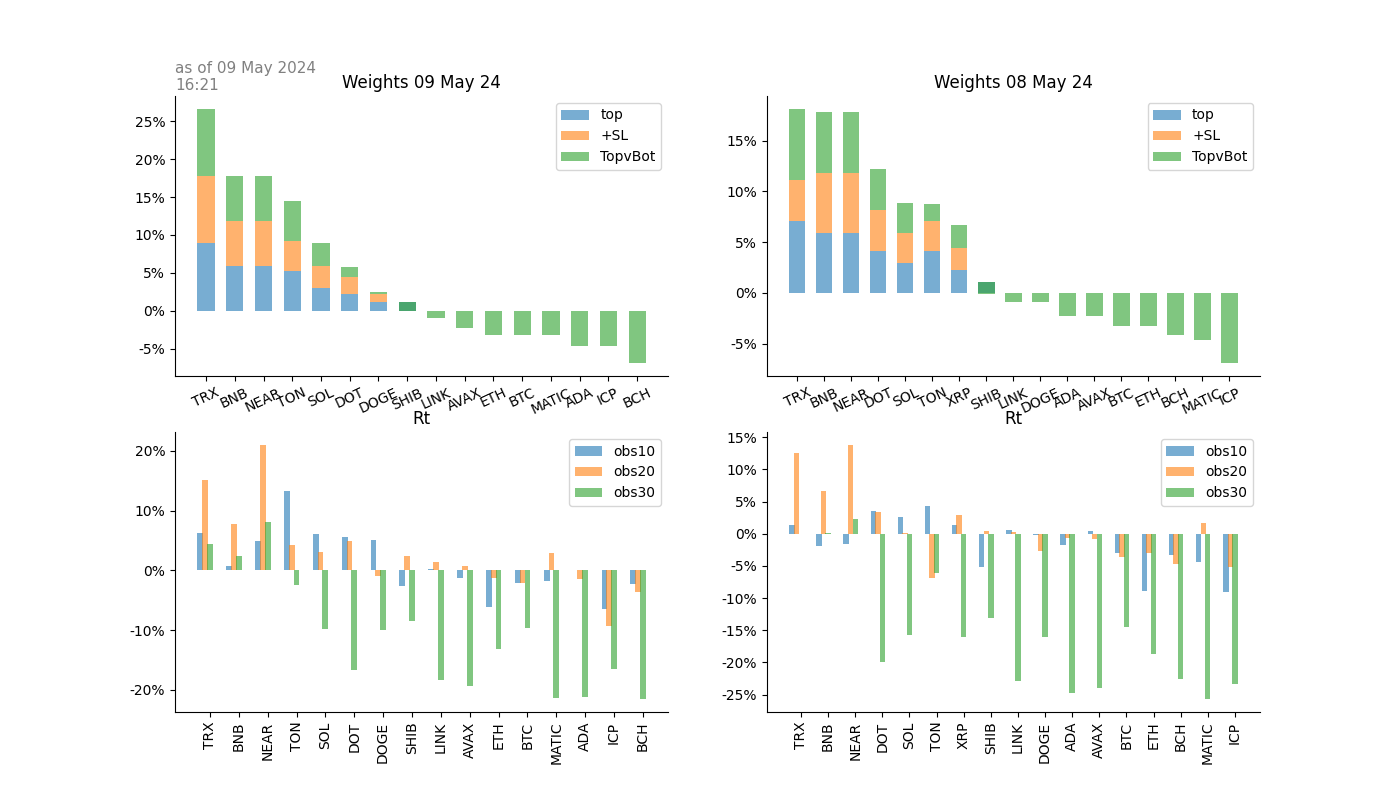 as of 09 May 2024
16:21
Weights 09 May 24
25%
20%
15%
10%
5%
0%
-5%
top
+SL
TopvBot
TRX BNB NEAR TON SOL DOT DOGE SHIB LINK AVAX ETH BTC MATIC ADA ICP BCH
Weights 08 May 24
15%
10%
5%
0%
-5%
top
+SL
TopvBot
TRX BNB NEAR DOT SOL TON XRP SHIB LINK DOGE ADA AVAX BTC ETH BCH MATIC ICP
Rt
20%
10%
0%
-10%
-20%
obs10
obs20
obs30
TRX BNB NEAR TON SOL DOT DOGE SHIB LINK AVAX ETH BTC MATIC ADA ICP BCH
Rt
15%
10%
5%
0%
-5%
-10%
-15%
-20%
-25%
obs10
obs20
obs30
TRX BNB NEAR DOT SOL TON XRP SHIB LINK DOGE ADA AVAX BTC ETH BCH MATIC ICP